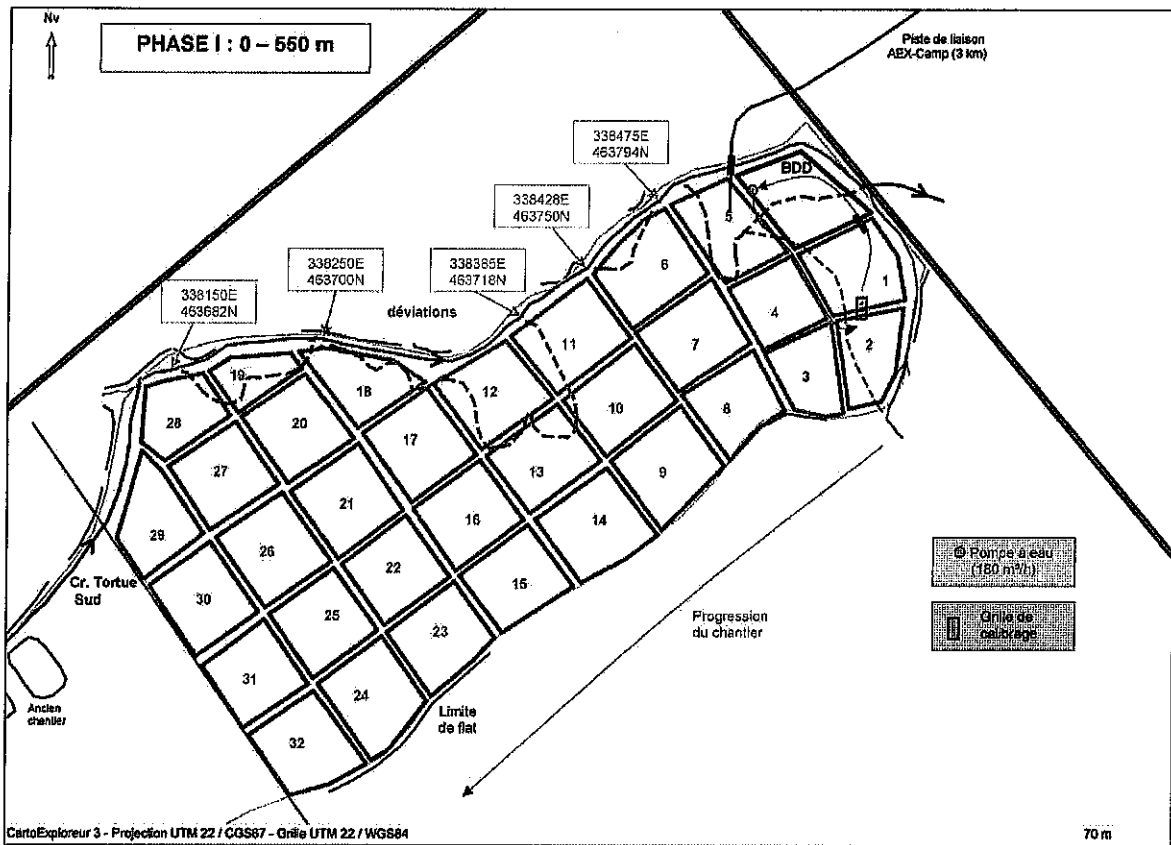 Nv
PHASE I : 0 – 550 m
Piste de liaison
AEX-Camp (3 km)
338475E
463794N
338428E
463750N
338385E
463718N
338250E
463700N
338150E
463682N
déviations
BDD
5
6
1
4
2
3
11
7
12
10
8
19
18
28
20
17
13
9
27
21
16
14
29
26
22
15
30
25
23
31
24
32
Cr. Tortue
Sud
Ancien
chantier
Limite
de flat
Progression
du chantier
Pompe à eau
(180 m³/h)
Grille de
calibrage
CartoExploreur 3 - Projection UTM 22 / CGS87 - Grille UTM 22 / WGS84
70 m